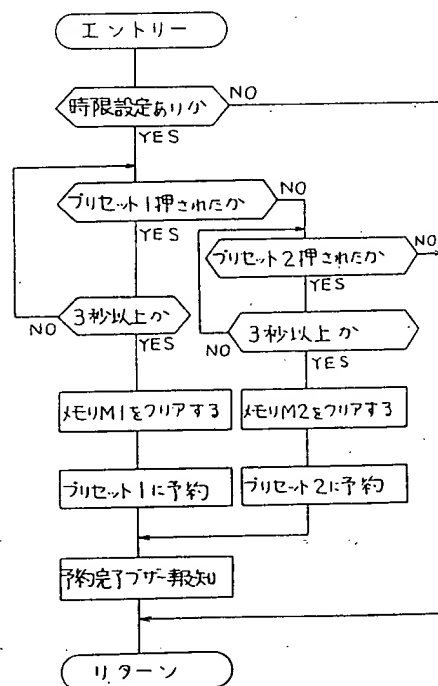 エントリー
時限設定ありか
NO
YES
プリセット1押されたか
NO
YES
プリセット2押されたか
NO
YES
3秒以上か
NO
YES
3秒以上か
NO
YES
メモリM1をクリアする
メモリM2をクリアする
プリセット1に予約
プリセット2に予約
予約完了ブザー報知
リターン